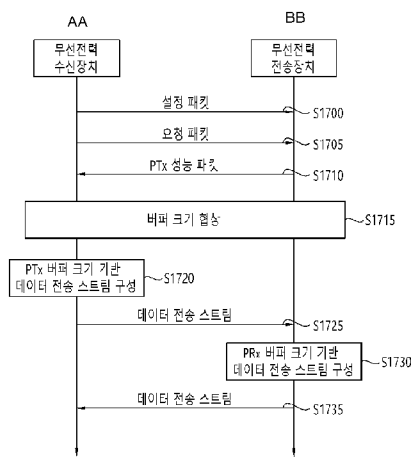 AA
BB
무선전력
수신장치
무선전력
전송장치
설정 패킷
S1700
요청 패킷
S1705
PTx 성능 패킷
S1710
버퍼 크기 협상
S1715
PTx 버퍼 크기 기반
데이터 전송 스트림 구성
S1720
데이터 전송 스트림
S1725
PRx 버퍼 크기 기반
데이터 전송 스트림 구성
S1730
데이터 전송 스트림
S1735